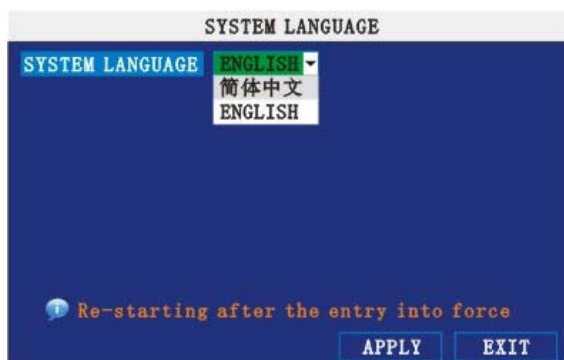 SYSTEM LANGUAGE
SYSTEM LANGUAGE ENGLISH
简体中文
ENGLISH
Re-starting after the entry into force
APPLY EXIT